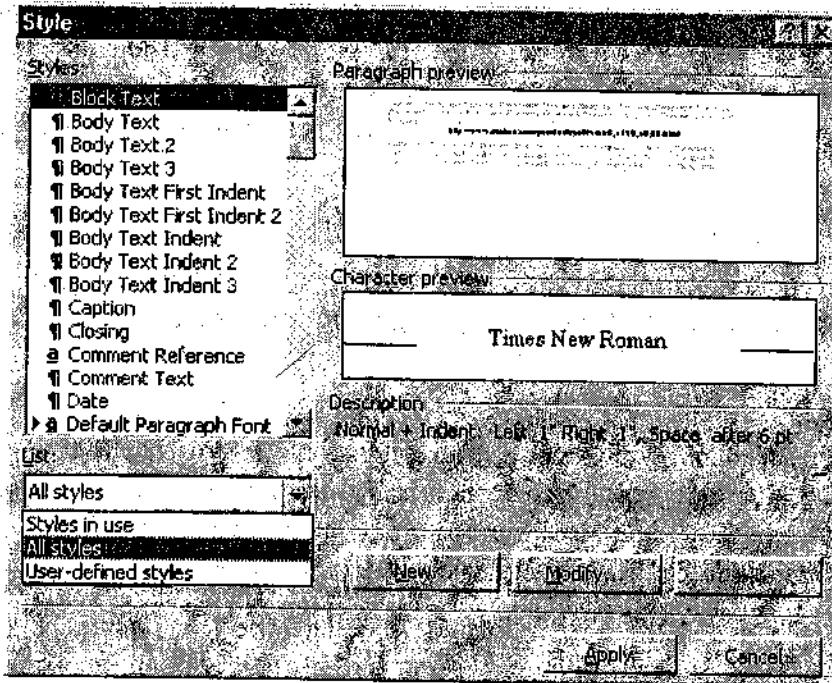 Style
Styles:
¶ Block Text
¶ Body Text
¶ Body Text 2
¶ Body Text 3
¶ Body Text First Indent
¶ Body Text First Indent 2
¶ Body Text Indent
¶ Body Text Indent 2
¶ Body Text Indent 3
¶ Caption
¶ Closing
a Comment Reference
¶ Comment Text
¶ Date
a Default Paragraph Font
List:
All styles
Styles in use
All styles
User-defined styles
Paragraph preview
Character preview
Times New Roman
Description
Normal + Indent: Left 1" Right 1", Space after 6 pt
New...
Modify...
Apply
Cancel